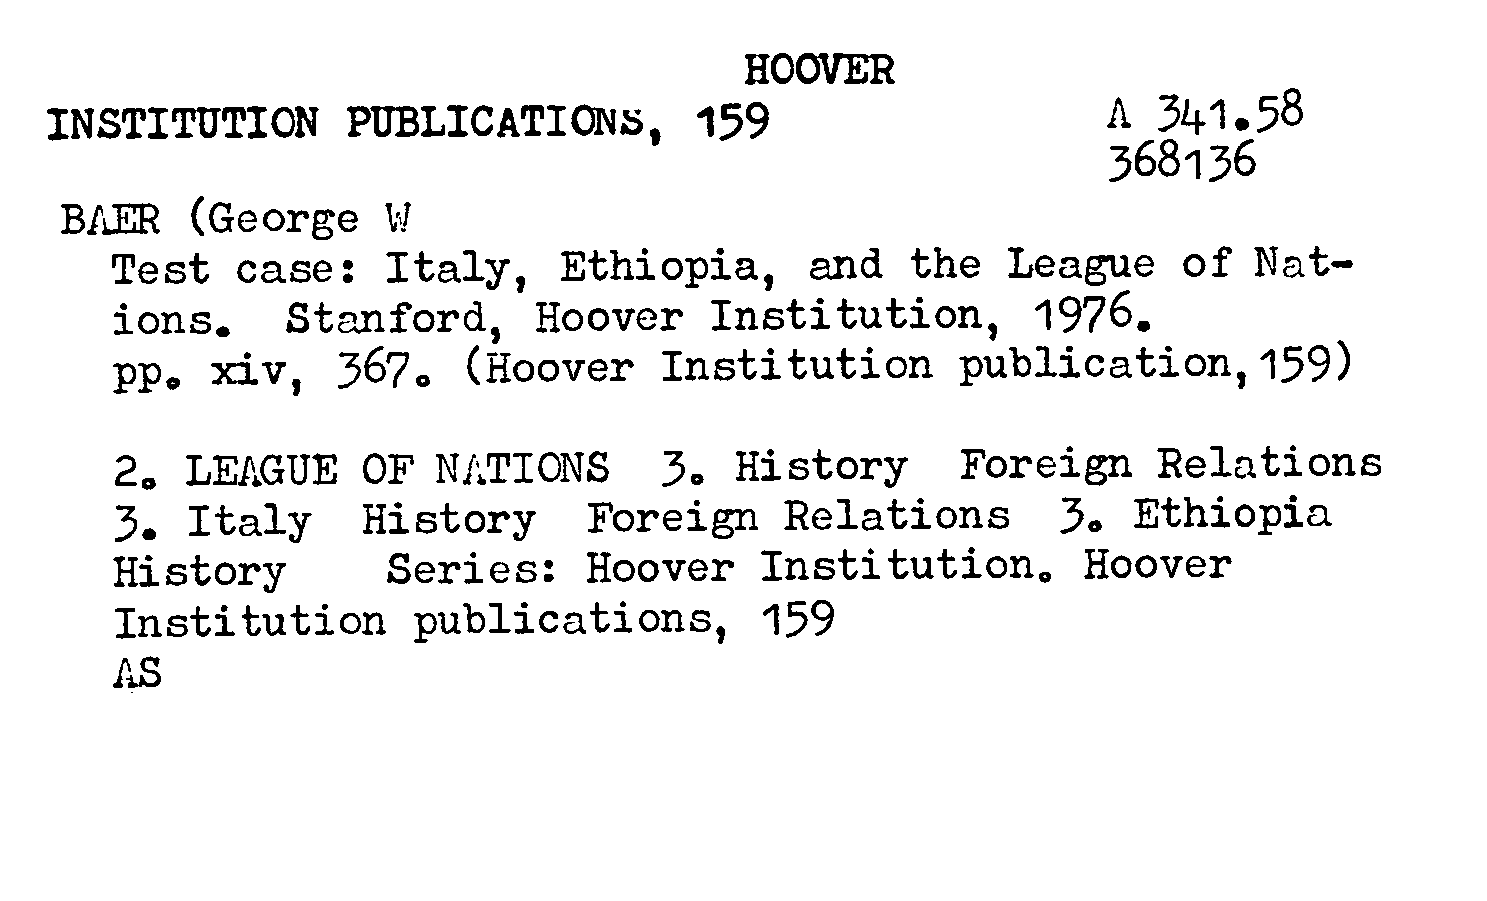 HOOVER
INSTITUTION PUBLICATIONS, 159
A 341.58
368136
BAER (George W
Test case: Italy, Ethiopia, and the League of Nat-
ions. Stanford, Hoover Institution, 1976.
pp. xiv, 367. (Hoover Institution publication,159)
2. LEAGUE OF NATIONS 3. History Foreign Relations
3. Italy History Foreign Relations 3. Ethiopia
History Series: Hoover Institution. Hoover
Institution publications, 159
AS